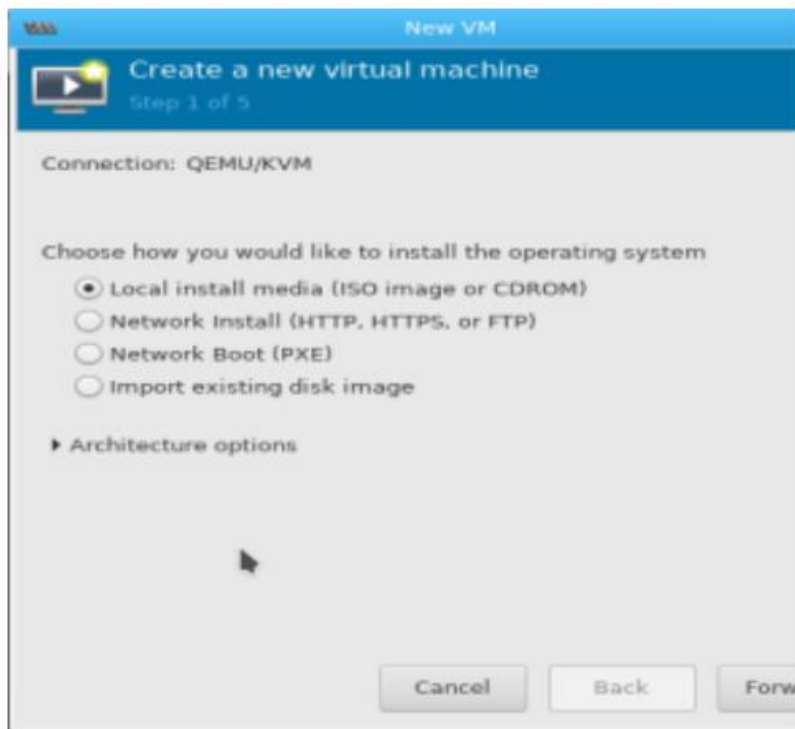 New VM
Create a new virtual machine
Step 1 of 5
Connection: QEMU/KVM
Choose how you would like to install the operating system
Local install media (ISO image or CDROM)
Network Install (HTTP, HTTPS, or FTP)
Network Boot (PXE)
Import existing disk image
Architecture options
Cancel Back Forw